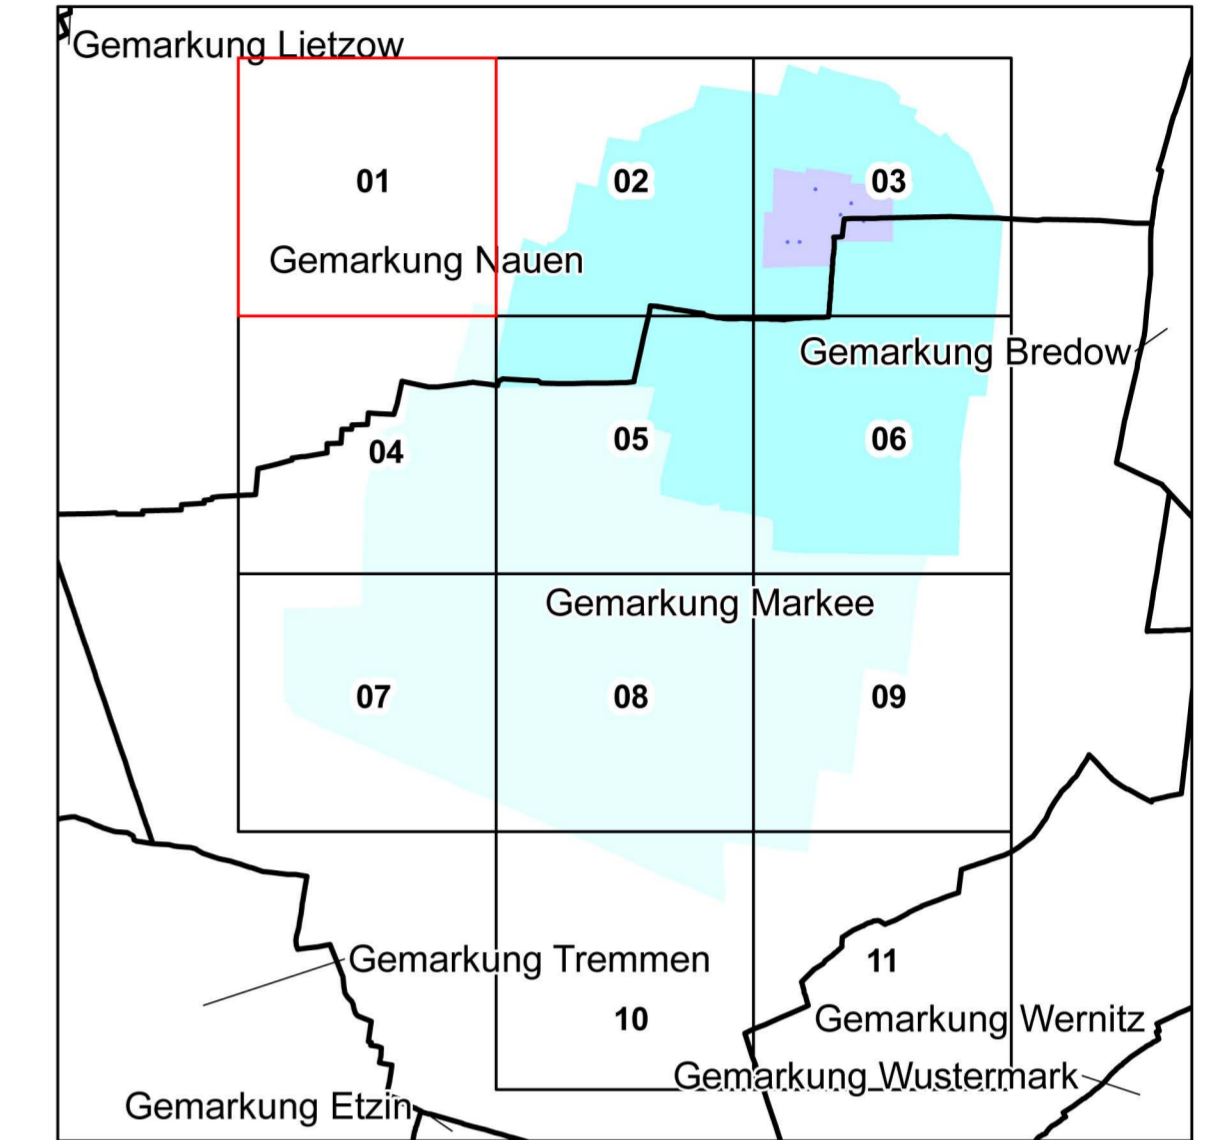 Gemarkung Lietzow
01
02
03
Gemarkung Nauen
Gemarkung Bredow
04
05
06
Gemarkung Markee
07
08
09
Gemarkung Tremmen
11
10
Gemarkung Wernitz
Gemarkung Wustermark
Gemarkung Etzin